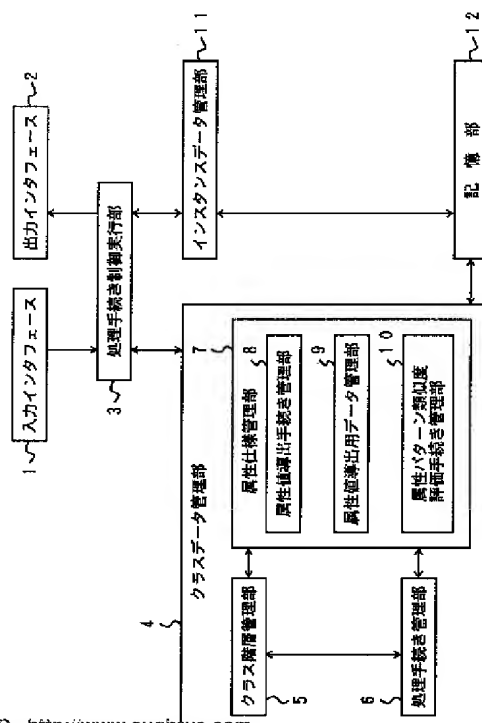 1
入力インタフェース
出力インタフェース
2
処理手続き制御実行部
3
4
クラスデータ管理部
7
属性仕様管理部
8
属性値導出手続き管理部
9
属性値導出用データ管理部
10
属性パターン類似度
評価手続き管理部
クラス階層管理部
5
処理手続き管理部
6
インスタンスデータ管理部
11
記憶部
12